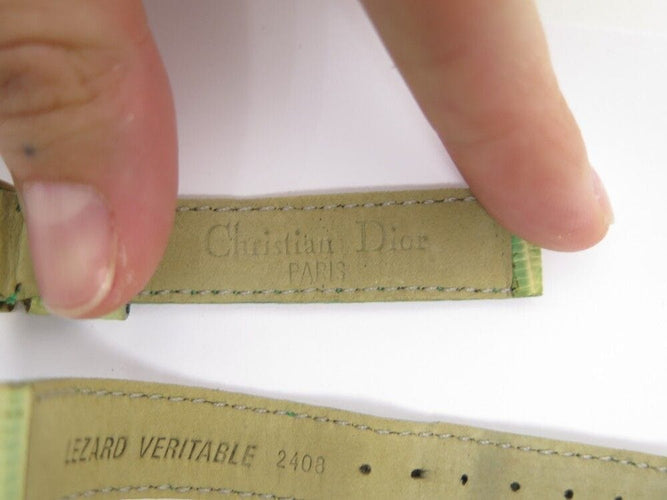 Christian Dior
PARIS
LEZARD VERITABLE 2408